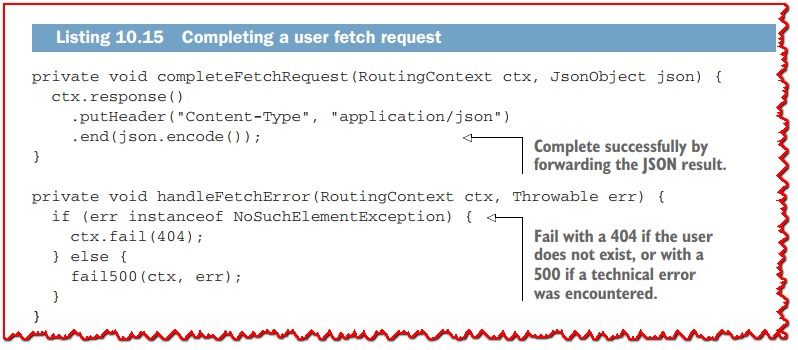 Listing 10.15 Completing a user fetch request
private void completeFetchRequest(RoutingContext ctx, JsonObject json) {
  ctx.response()
    .putHeader("Content-Type", "application/json")
    .end(json.encode());
}
Complete successfully by
forwarding the JSON result.
private void handleFetchError(RoutingContext ctx, Throwable err) {
  if (err instanceof NoSuchElementException) {
    ctx.fail(404);
  } else {
    fail500(ctx, err);
  }
}
Fail with a 404 if the user
does not exist, or with a
500 if a technical error
was encountered.